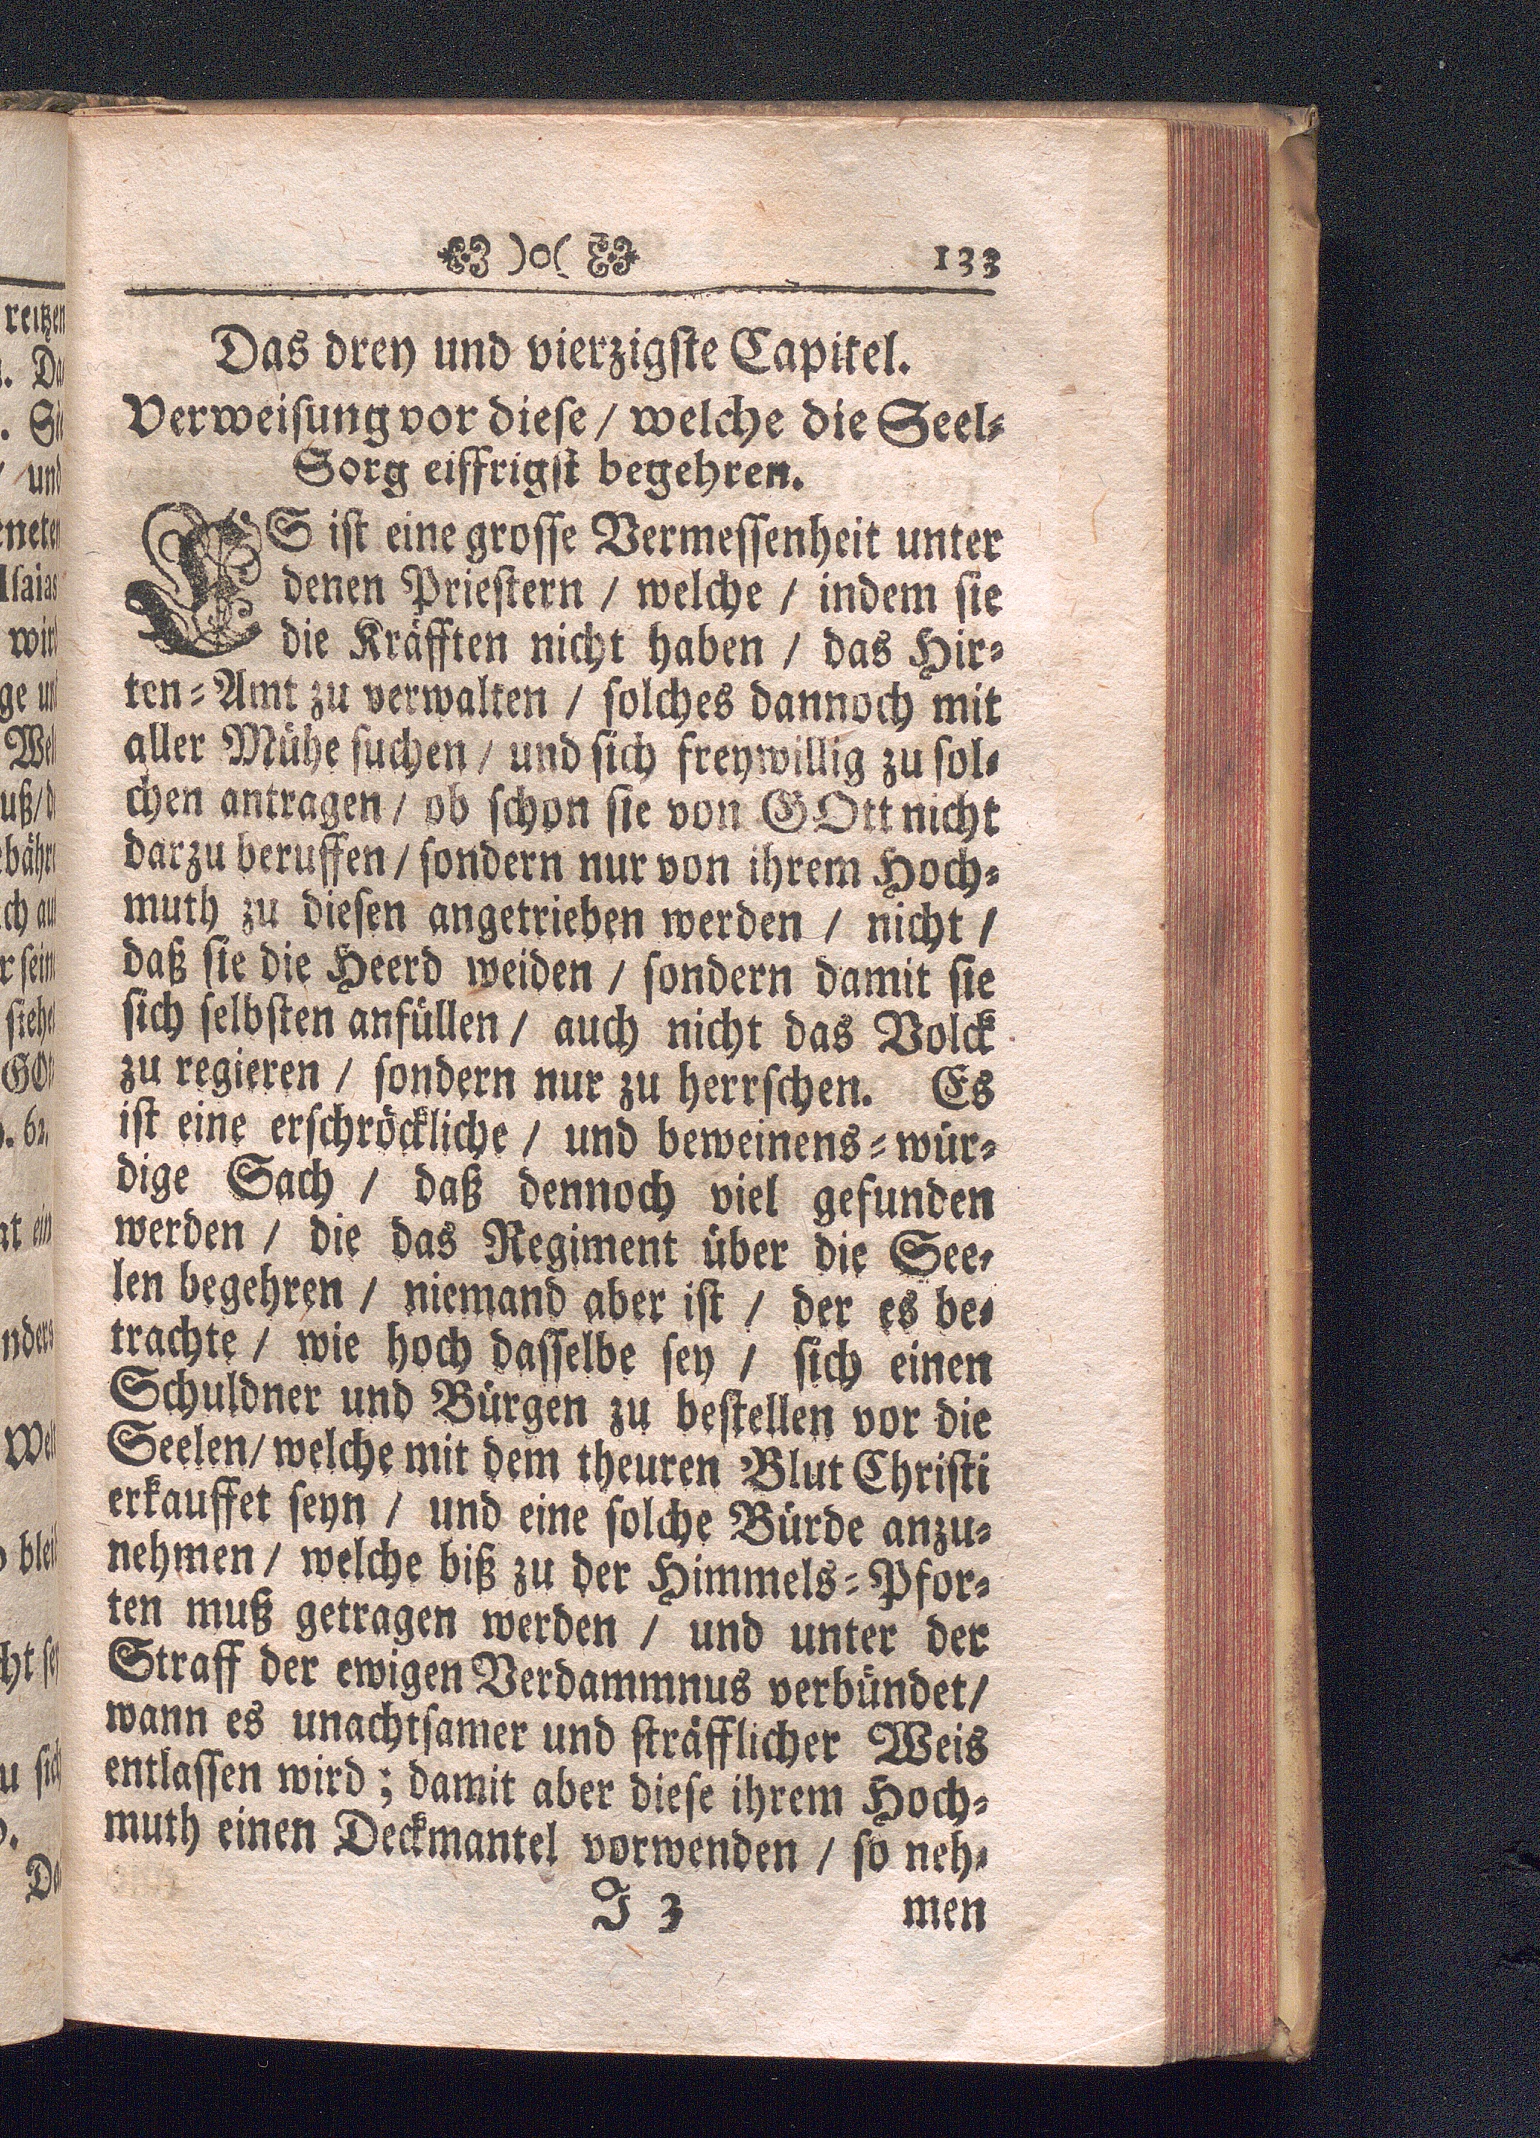 )o( 133
Das drey und vierzigste Capitel.
Verweisung vor diese / welche die Seel-
Sorg eiffrigst begehren.
ES ist eine grosse Vermessenheit unter
denen Priestern / welche / indem sie
die Kräfften nicht haben / das Hir-
ten-Amt zu verwalten / solches dannoch mit
aller Mühe suchen / und sich freywillig zu sol-
chen antragen / ob schon sie von GOtt nicht
darzu beruffen / sondern nur von ihrem Hoch-
muth zu diesen angetrieben werden / nicht /
daß sie die Heerd weiden / sondern damit sie
sich selbsten anfüllen / auch nicht das Volck
zu regieren / sondern nur zu herrschen. Es
ist eine erschröckliche / und beweinens-wür-
dige Sach / daß dennoch viel gefunden
werden / die das Regiment über die See-
len begehren / niemand aber ist / der es be-
trachte / wie hoch dasselbe sey / sich einen
Schuldner und Bürgen zu bestellen vor die
Seelen / welche mit dem theuren Blut Christi
erkauffet seyn / und eine solche Bürde anzu-
nehmen / welche biß zu der Himmels-Pfor-
ten muß getragen werden / und unter der
Straff der ewigen Verdammnus verbündet /
wann es unachtsamer und sträfflicher Weis
entlassen wird ; damit aber diese ihrem Hoch-
muth einen Deckmantel vorwenden / so neh-
J 3 men